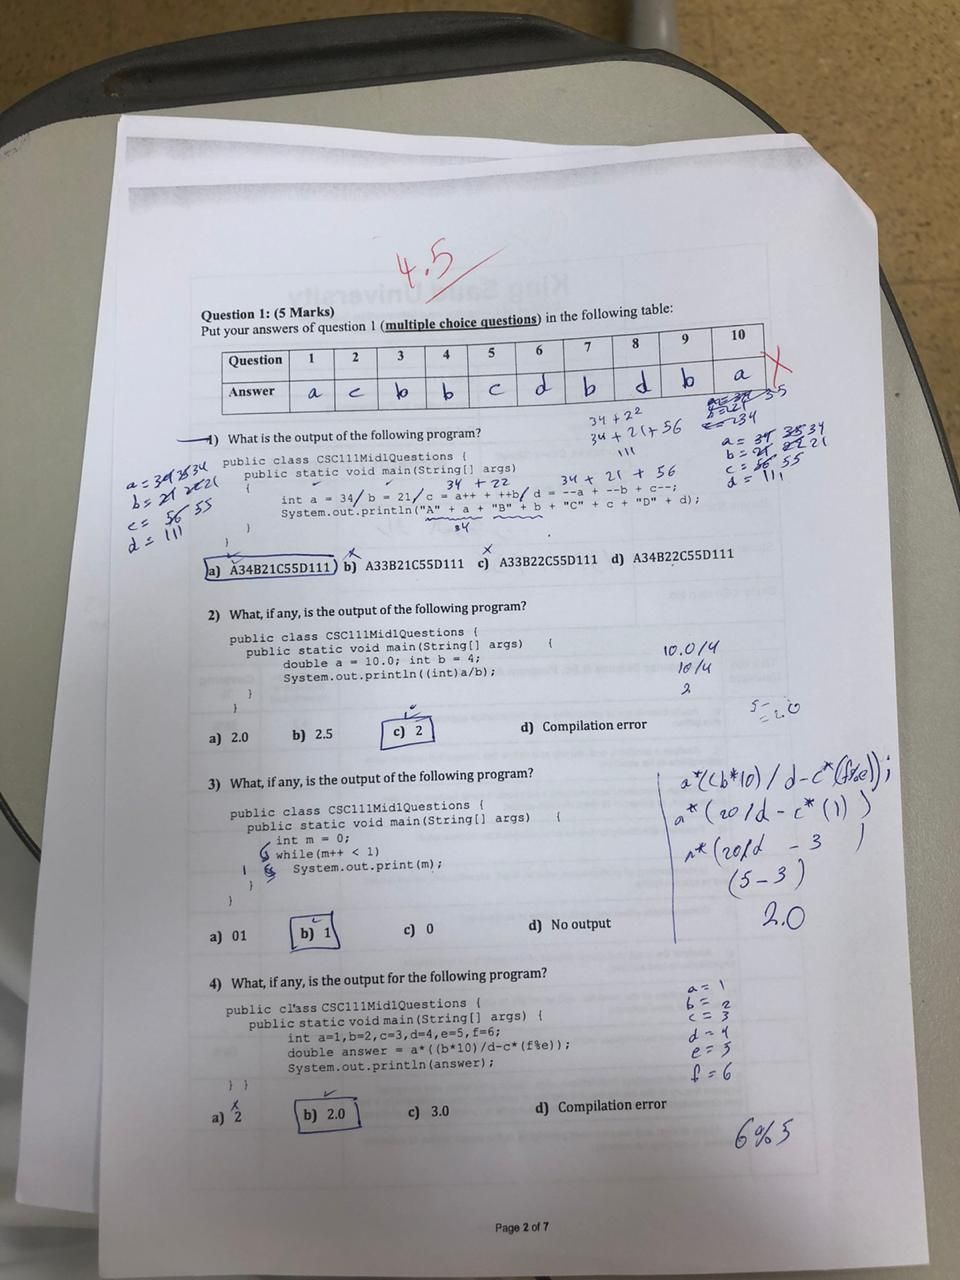 4.5
Question 1: (5 Marks)
Put your answers of question 1 (multiple choice questions) in the following table:
Question 1 2 3 4 5 6 7 8 9 10
Answer a c b b c d b d b a
34 + 22
34 + 21 + 56
111
1) What is the output of the following program?
public class CSC111Mid1Questions {
public static void main(String[] args)
{
34 + 22 34 + 21 + 56
int a = 34/ b = 21/ c = a++ + ++b/ d = --a + --b + c--;
System.out.println("A" + a + "B" + b + "C" + c + "D" + d);
34
}
}
a = 34 35 34
b = 21 22 21
c = 56 55
d = 111
a = 34 35 34
b = 21 22 21
c = 56 55
d = 111
a) A34B21C55D111 b) A33B21C55D111 c) A33B22C55D111 d) A34B22C55D111
2) What, if any, is the output of the following program?
public class CSC111Mid1Questions {
public static void main(String[] args) {
double a = 10.0; int b = 4;
System.out.println((int)a/b);
}
}
10.0/4
10/4
2
a) 2.0 b) 2.5 c) 2 d) Compilation error
3) What, if any, is the output of the following program?
public class CSC111Mid1Questions {
public static void main(String[] args) {
int m = 0;
while(m++ < 1)
1 System.out.print(m);
}
}
a*((b*10)/d-c*(f%e));
a*(20/d - c*(1))
a*(20/d - 3)
(5-3)
2.0
a) 01 b) 1 c) 0 d) No output
4) What, if any, is the output for the following program?
public class CSC111Mid1Questions {
public static void main(String[] args) {
int a=1,b=2,c=3,d=4,e=5,f=6;
double answer = a*((b*10)/d-c*(f%e));
System.out.println(answer);
} }
a = 1
b = 2
c = 3
d = 4
e = 5
f = 6
a) 2 b) 2.0 c) 3.0 d) Compilation error
6%5
Page 2 of 7